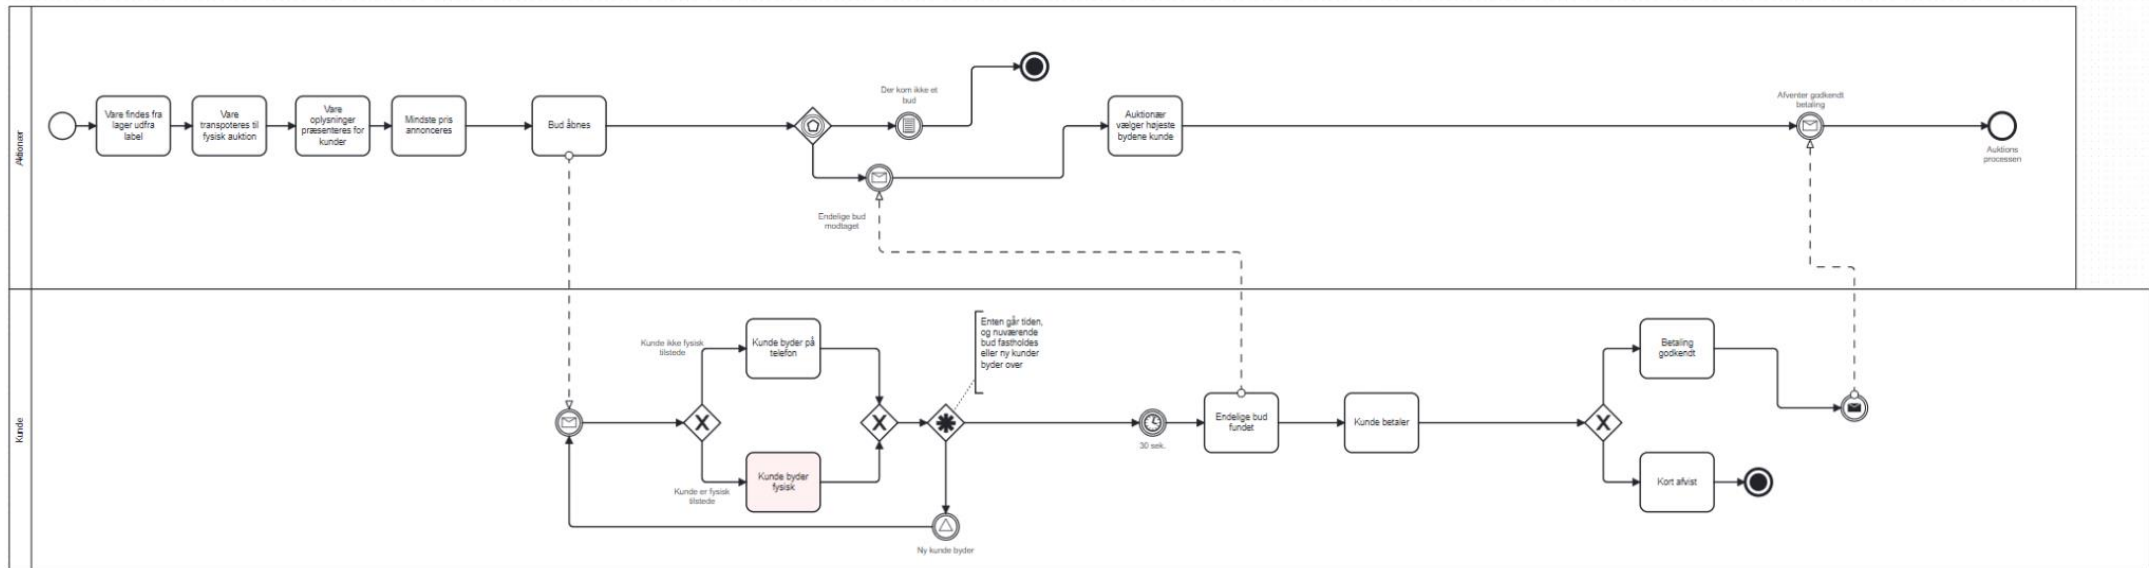 Aktionær
Vare findes fra
lager udfra
label
Vare
transpoteres til
fysisk auktion
Vare
oplysninger
præsenteres for
kunder
Mindste pris
annonceres
Bud åbnes
Der kom ikke et
bud
Endelige bud
modtaget
Auktionær
vælger højeste
bydene kunde
Afventer godkendt
betaling
Auktions
processen
Kunde
Kunde ikke fysisk
tilstede
Kunde byder på
telefon
Kunde er fysisk
tilstede
Kunde byder
fysisk
Enten går tiden,
og nuværende
bud fastholdes
eller ny kunder
byder over
Ny kunde byder
30 sek.
Endelige bud
fundet
Kunde betaler
Betaling
godkendt
Kort afvist